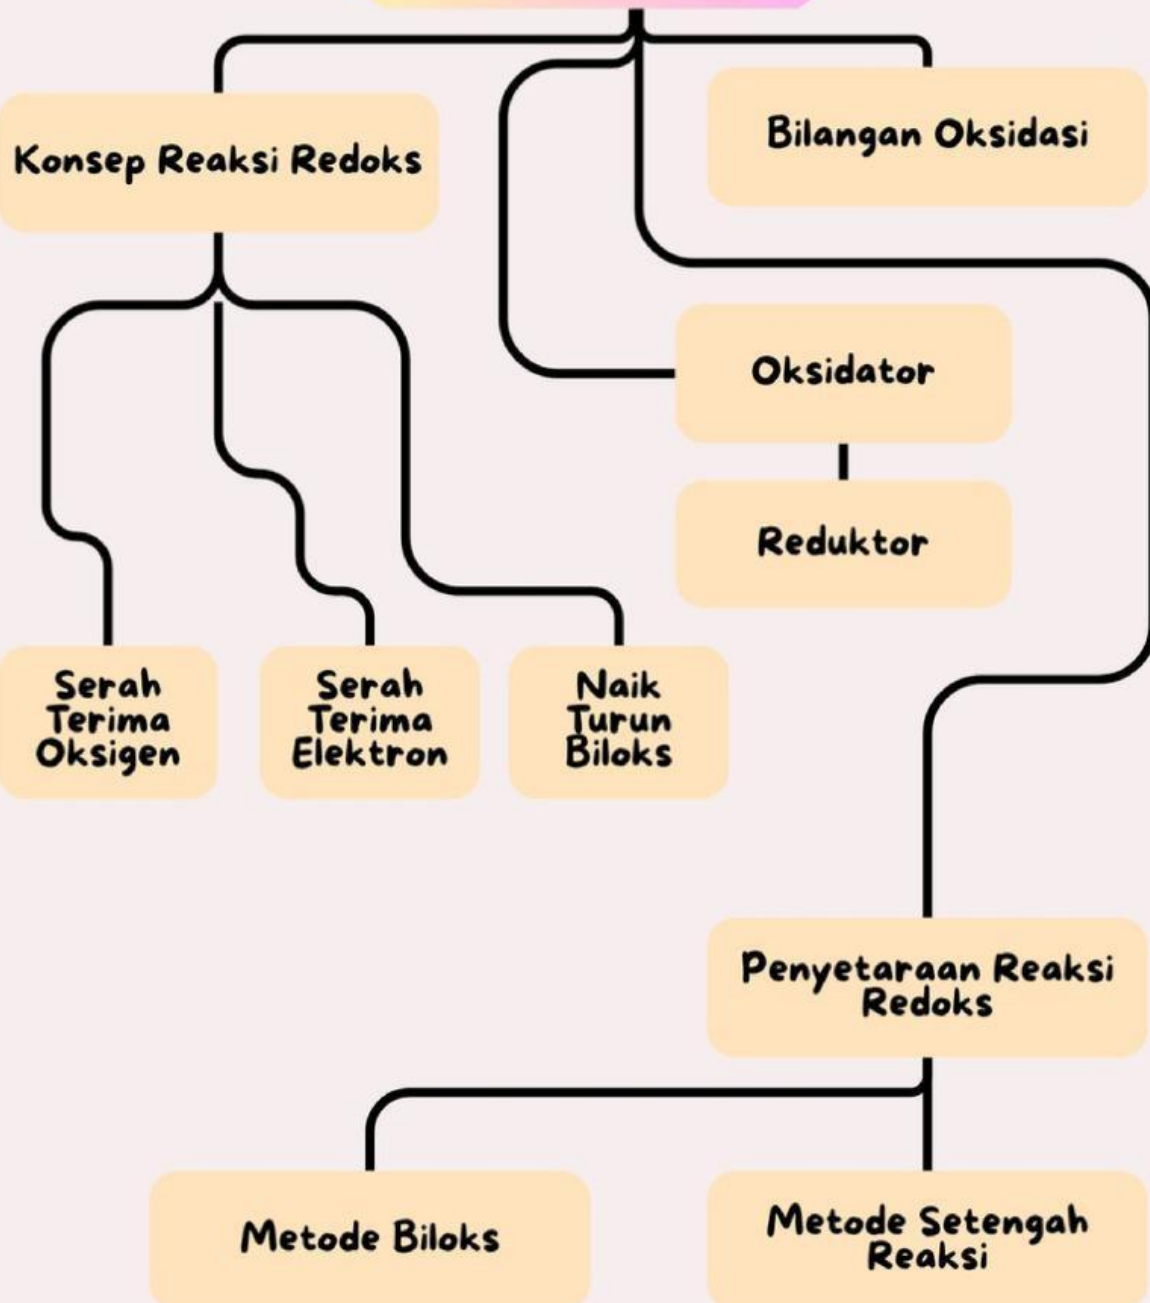 Konsep Reaksi Redoks
Bilangan Oksidasi
Oksidator
Reduktor
Serah
Terima
Oksigen
Serah
Terima
Elektron
Naik
Turun
Biloks
Penyetaraan Reaksi
Redoks
Metode Biloks
Metode Setengah
Reaksi